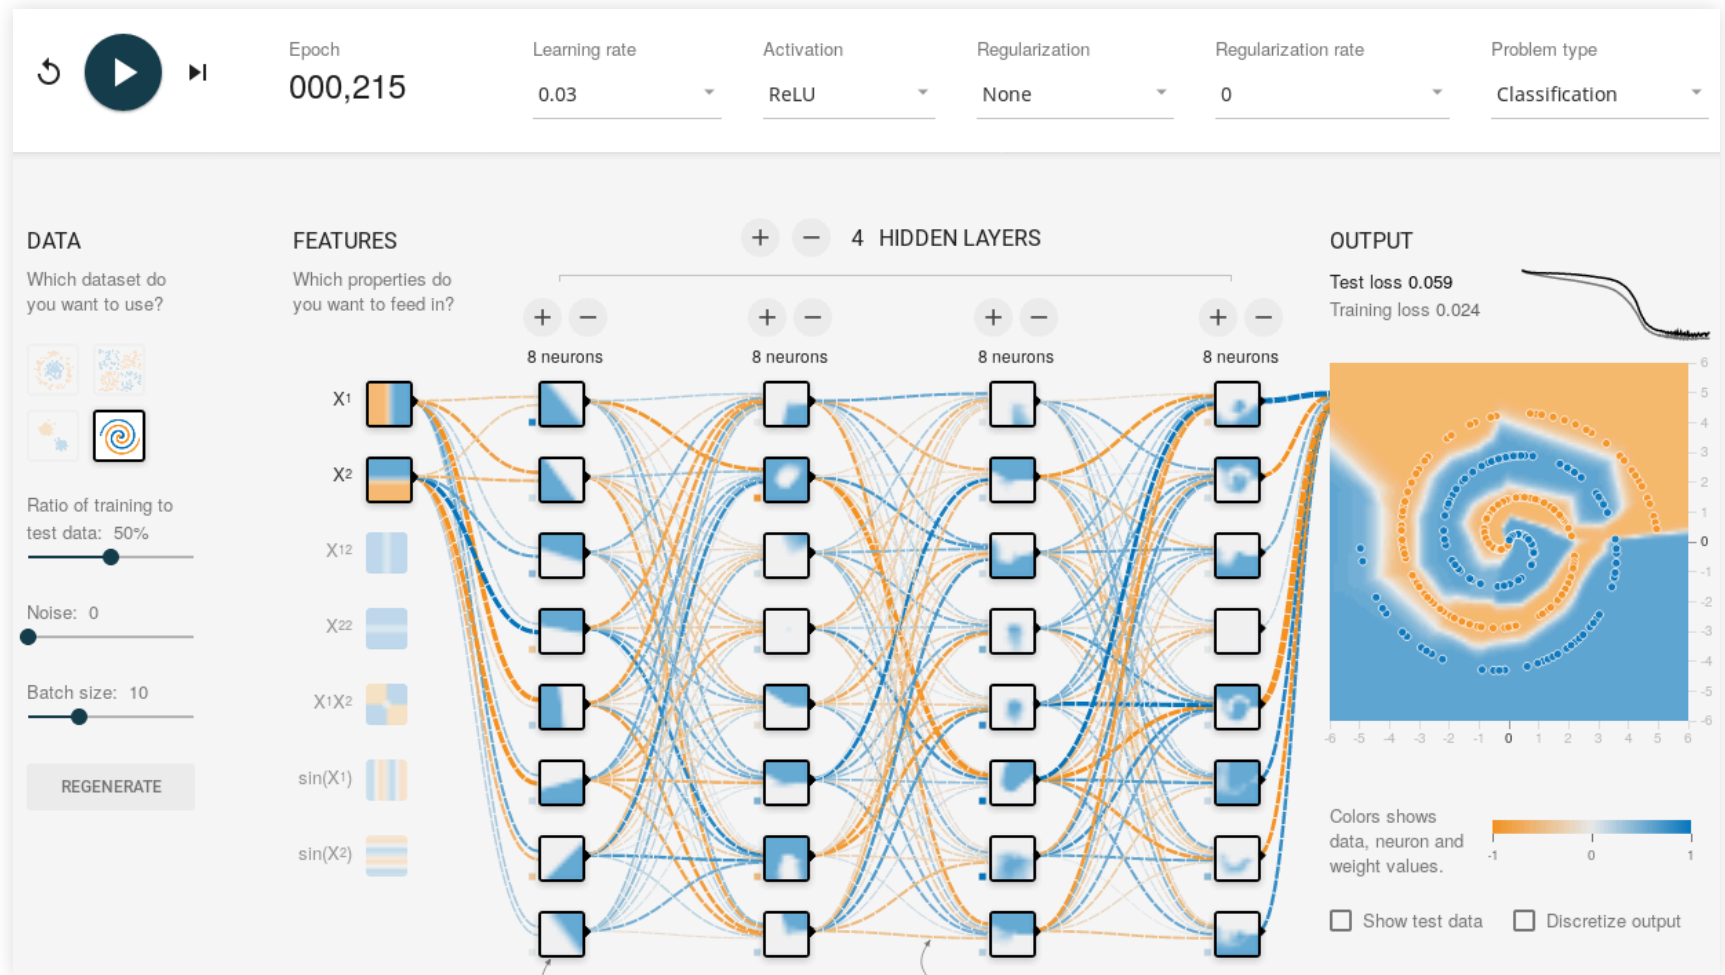 Epoch
000,215
Learning rate
0.03
Activation
ReLU
Regularization
None
Regularization rate
0
Problem type
Classification
DATA
Which dataset do
you want to use?
Ratio of training to
test data: 50%
Noise: 0
Batch size: 10
REGENERATE
FEATURES
Which properties do
you want to feed in?
X1
X2
X12
X22
X1X2
sin(X1)
sin(X2)
+ − 4 HIDDEN LAYERS
+ −
8 neurons
+ −
8 neurons
+ −
8 neurons
+ −
8 neurons
OUTPUT
Test loss 0.059
Training loss 0.024
6
5
4
3
2
1
0
-1
-2
-3
-4
-5
-6
-6 -5 -4 -3 -2 -1 0 1 2 3 4 5 6
Colors shows
data, neuron and
weight values.
-1 0 1
Show test data
Discretize output